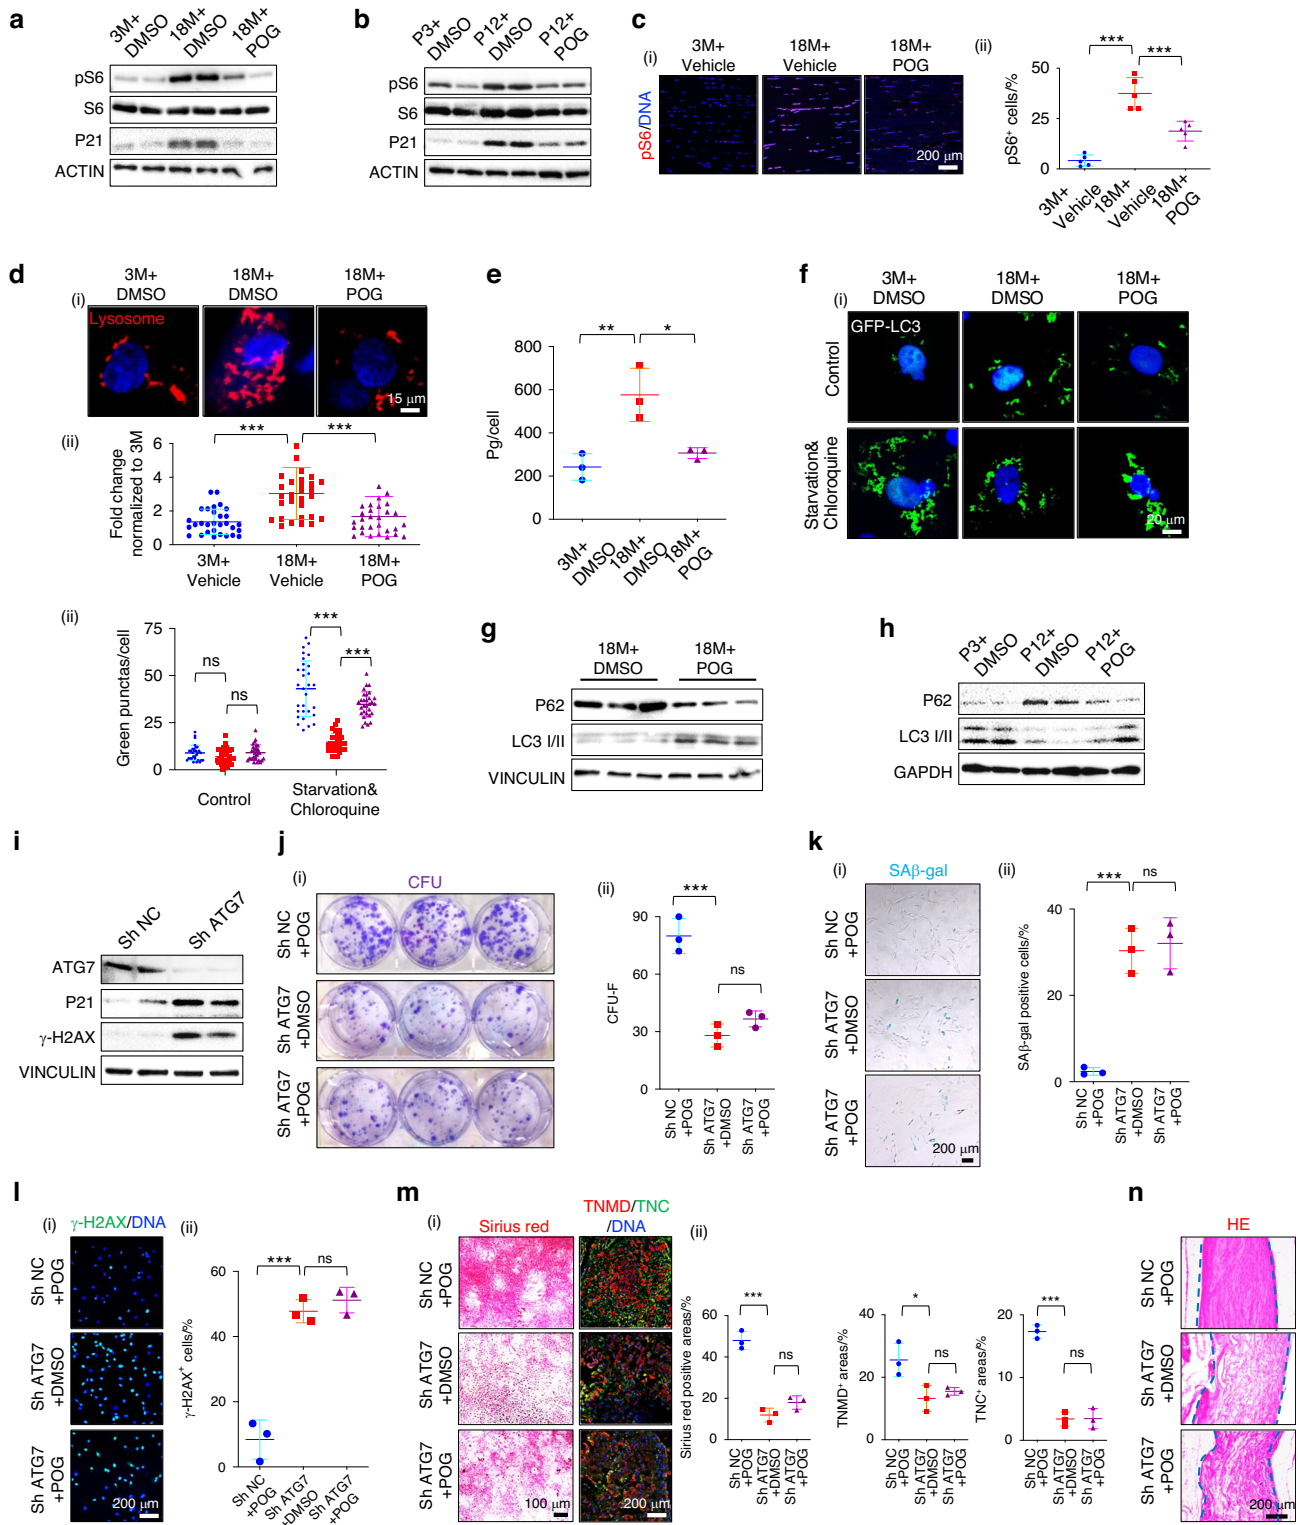 a
3M+
DMSO
18M+
DMSO
18M+
POG
pS6
S6
P21
ACTIN
b
P3+
DMSO
P12+
DMSO
P12+
POG
pS6
S6
P21
ACTIN
c
(i)
3M+
Vehicle
18M+
Vehicle
18M+
POG
pS6/DNA
200 μm
(ii)
***
***
pS6+ cells/%
50
25
0
3M+
Vehicle
18M+
Vehicle
18M+
POG
d
(i)
3M+
DMSO
18M+
DMSO
18M+
POG
Lysosome
15 μm
(ii)
***
***
Fold change
normalized to 3M
6
4
2
0
3M+
Vehicle
18M+
Vehicle
18M+
POG
e
**
*
Pg/cell
800
600
400
200
0
3M+
DMSO
18M+
DMSO
18M+
POG
f
(i)
3M+
DMSO
18M+
DMSO
18M+
POG
GFP-LC3
Control
Starvation&
Chloroquine
20 μm
(ii)
Green punctas/cell
75
50
25
0
ns
ns
***
***
Control
Starvation&
Chloroquine
g
18M+
DMSO
18M+
POG
P62
LC3 I/II
VINCULIN
h
P3+
DMSO
P12+
DMSO
P12+
POG
P62
LC3 I/II
GAPDH
i
Sh NC
Sh ATG7
ATG7
P21
γ-H2AX
VINCULIN
j
(i)
CFU
Sh NC
+POG
Sh ATG7
+DMSO
Sh ATG7
+POG
(ii)
***
ns
CFU-F
90
60
30
0
Sh NC
+POG
Sh ATG7
+DMSO
Sh ATG7
+POG
k
(i)
SAβ-gal
Sh NC
+POG
Sh ATG7
+DMSO
Sh ATG7
+POG
200 μm
(ii)
***
ns
SAβ-gal positive cells/%
40
20
0
Sh NC
+POG
Sh ATG7
+DMSO
Sh ATG7
+POG
l
(i)
γ-H2AX/DNA
Sh NC
+POG
Sh ATG7
+DMSO
Sh ATG7
+POG
200 μm
(ii)
***
ns
γ-H2AX+ cells/%
60
40
20
0
Sh NC
+POG
Sh ATG7
+DMSO
Sh ATG7
+POG
m
(i)
Sirius red
TNMD/TNC
/DNA
Sh NC
+POG
Sh ATG7
+DMSO
Sh ATG7
+POG
100 μm
200 μm
(ii)
***
ns
Sirius red positive areas/%
60
40
20
0
Sh NC
+POG
Sh ATG7
+DMSO
Sh ATG7
+POG
*
ns
TNMD+ areas/%
40
20
0
Sh NC
+POG
Sh ATG7
+DMSO
Sh ATG7
+POG
***
ns
TNC+ areas/%
20
10
0
Sh NC
+POG
Sh ATG7
+DMSO
Sh ATG7
+POG
n
HE
Sh NC
+POG
Sh ATG7
+DMSO
Sh ATG7
+POG
200 μm